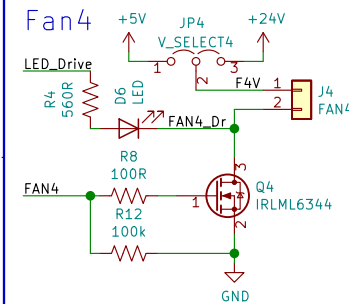 Fan4
+5V
JP4
+24V
V_SELECT4
1
2
3
LED_Drive
F4V
1
2
J4
FAN4
R4
560R
D6
LED
FAN4_Dr
R8
100R
FAN4
1
3
2
Q4
IRLML6344
R12
100k
GND